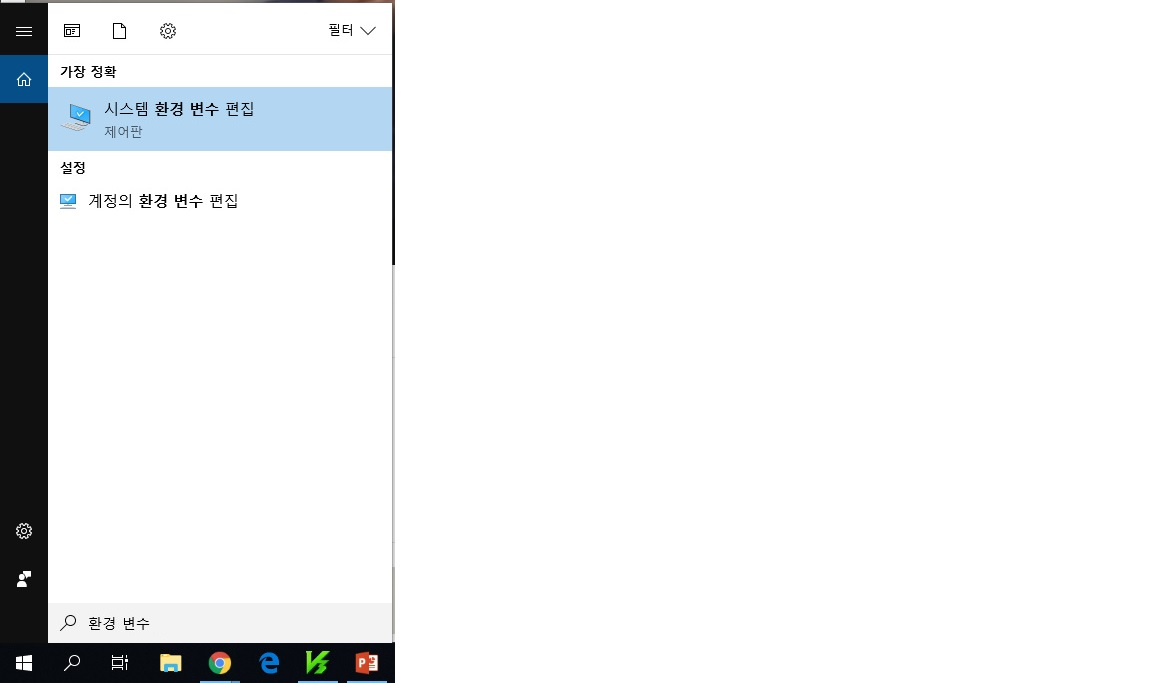 필터
가장 정확
시스템 환경 변수 편집
제어판
설정
계정의 환경 변수 편집
환경 변수